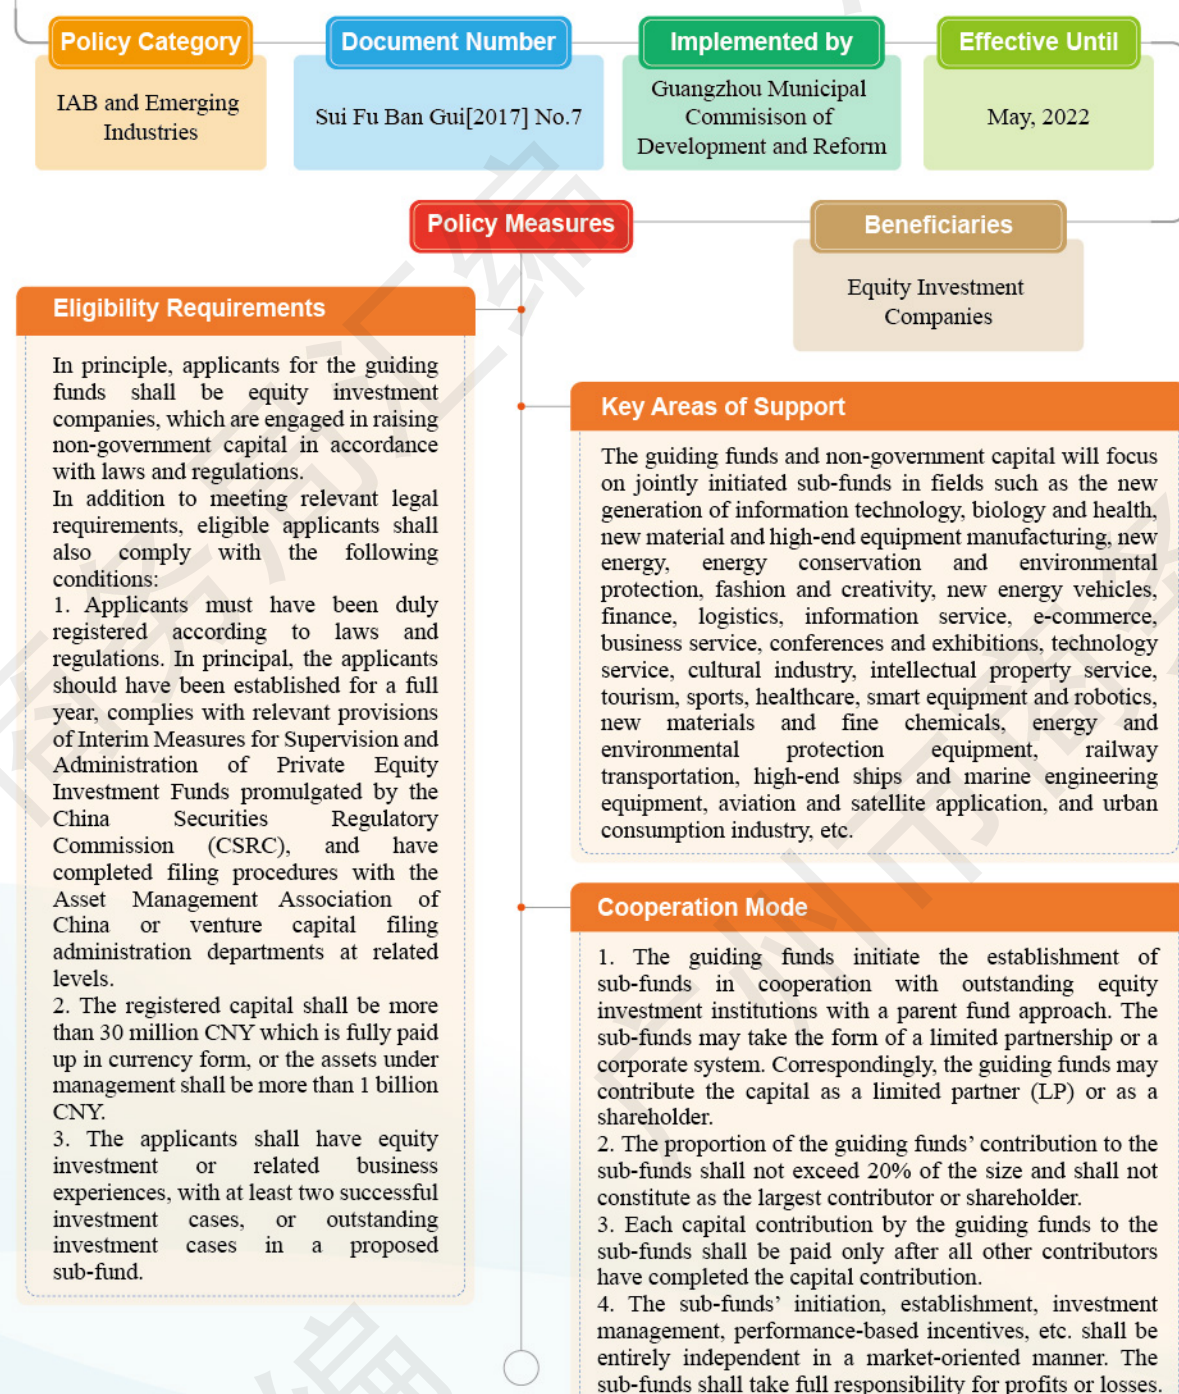 Policy Category
IAB and Emerging
Industries
Document Number
Sui Fu Ban Gui[2017] No.7
Implemented by
Guangzhou Municipal
Commisison of
Development and Reform
Effective Until
May, 2022
Policy Measures
Beneficiaries
Equity Investment
Companies
Eligibility Requirements
In principle, applicants for the guiding
funds shall be equity investment
companies, which are engaged in raising
non-government capital in accordance
with laws and regulations.
In addition to meeting relevant legal
requirements, eligible applicants shall
also comply with the following
conditions:
1. Applicants must have been duly
registered according to laws and
regulations. In principal, the applicants
should have been established for a full
year, complies with relevant provisions
of Interim Measures for Supervision and
Administration of Private Equity
Investment Funds promulgated by the
China Securities Regulatory
Commission (CSRC), and have
completed filing procedures with the
Asset Management Association of
China or venture capital filing
administration departments at related
levels.
2. The registered capital shall be more
than 30 million CNY which is fully paid
up in currency form, or the assets under
management shall be more than 1 billion
CNY.
3. The applicants shall have equity
investment or related business
experiences, with at least two successful
investment cases, or outstanding
investment cases in a proposed
sub-fund.
Key Areas of Support
The guiding funds and non-government capital will focus
on jointly initiated sub-funds in fields such as the new
generation of information technology, biology and health,
new material and high-end equipment manufacturing, new
energy, energy conservation and environmental
protection, fashion and creativity, new energy vehicles,
finance, logistics, information service, e-commerce,
business service, conferences and exhibitions, technology
service, cultural industry, intellectual property service,
tourism, sports, healthcare, smart equipment and robotics,
new materials and fine chemicals, energy and
environmental protection equipment, railway
transportation, high-end ships and marine engineering
equipment, aviation and satellite application, and urban
consumption industry, etc.
Cooperation Mode
1. The guiding funds initiate the establishment of
sub-funds in cooperation with outstanding equity
investment institutions with a parent fund approach. The
sub-funds may take the form of a limited partnership or a
corporate system. Correspondingly, the guiding funds may
contribute the capital as a limited partner (LP) or as a
shareholder.
2. The proportion of the guiding funds' contribution to the
sub-funds shall not exceed 20% of the size and shall not
constitute as the largest contributor or shareholder.
3. Each capital contribution by the guiding funds to the
sub-funds shall be paid only after all other contributors
have completed the capital contribution.
4. The sub-funds' initiation, establishment, investment
management, performance-based incentives, etc. shall be
entirely independent in a market-oriented manner. The
sub-funds shall take full responsibility for profits or losses.
商务局汇编
广州市商务
编